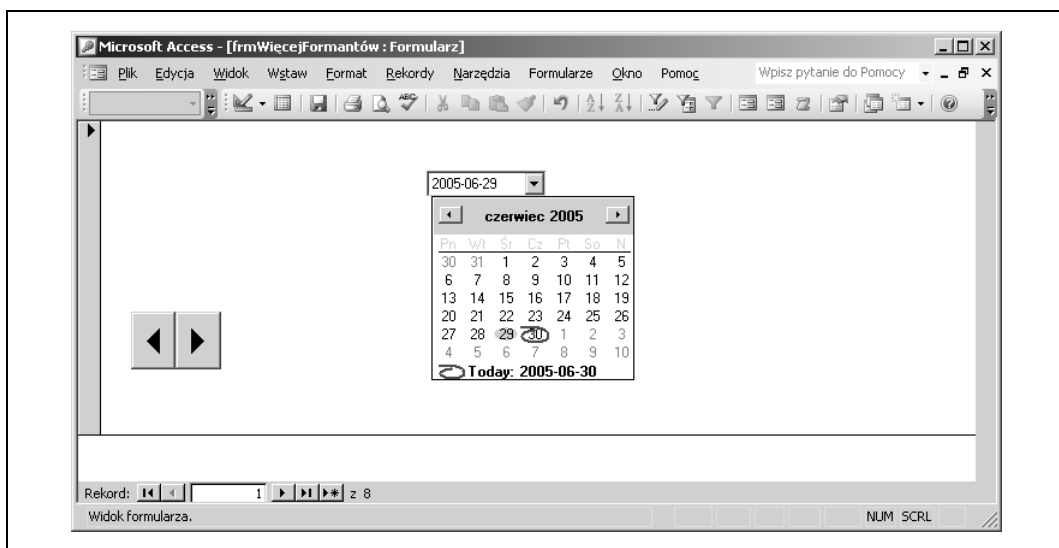 Microsoft Access - [frmWięcejFormantów : Formularz]
Plik Edycja Widok Wstaw Format Rekordy Narzędzia Formularze Okno Pomoc Wpisz pytanie do Pomocy
2005-06-29
czerwiec 2005
Pn Wt Śr Cz Pt So N
30 31 1 2 3 4 5
6 7 8 9 10 11 12
13 14 15 16 17 18 19
20 21 22 23 24 25 26
27 28 29 30 1 2 3
4 5 6 7 8 9 10
Today: 2005-06-30
Rekord: 1 z 8
Widok formularza. NUM SCRL